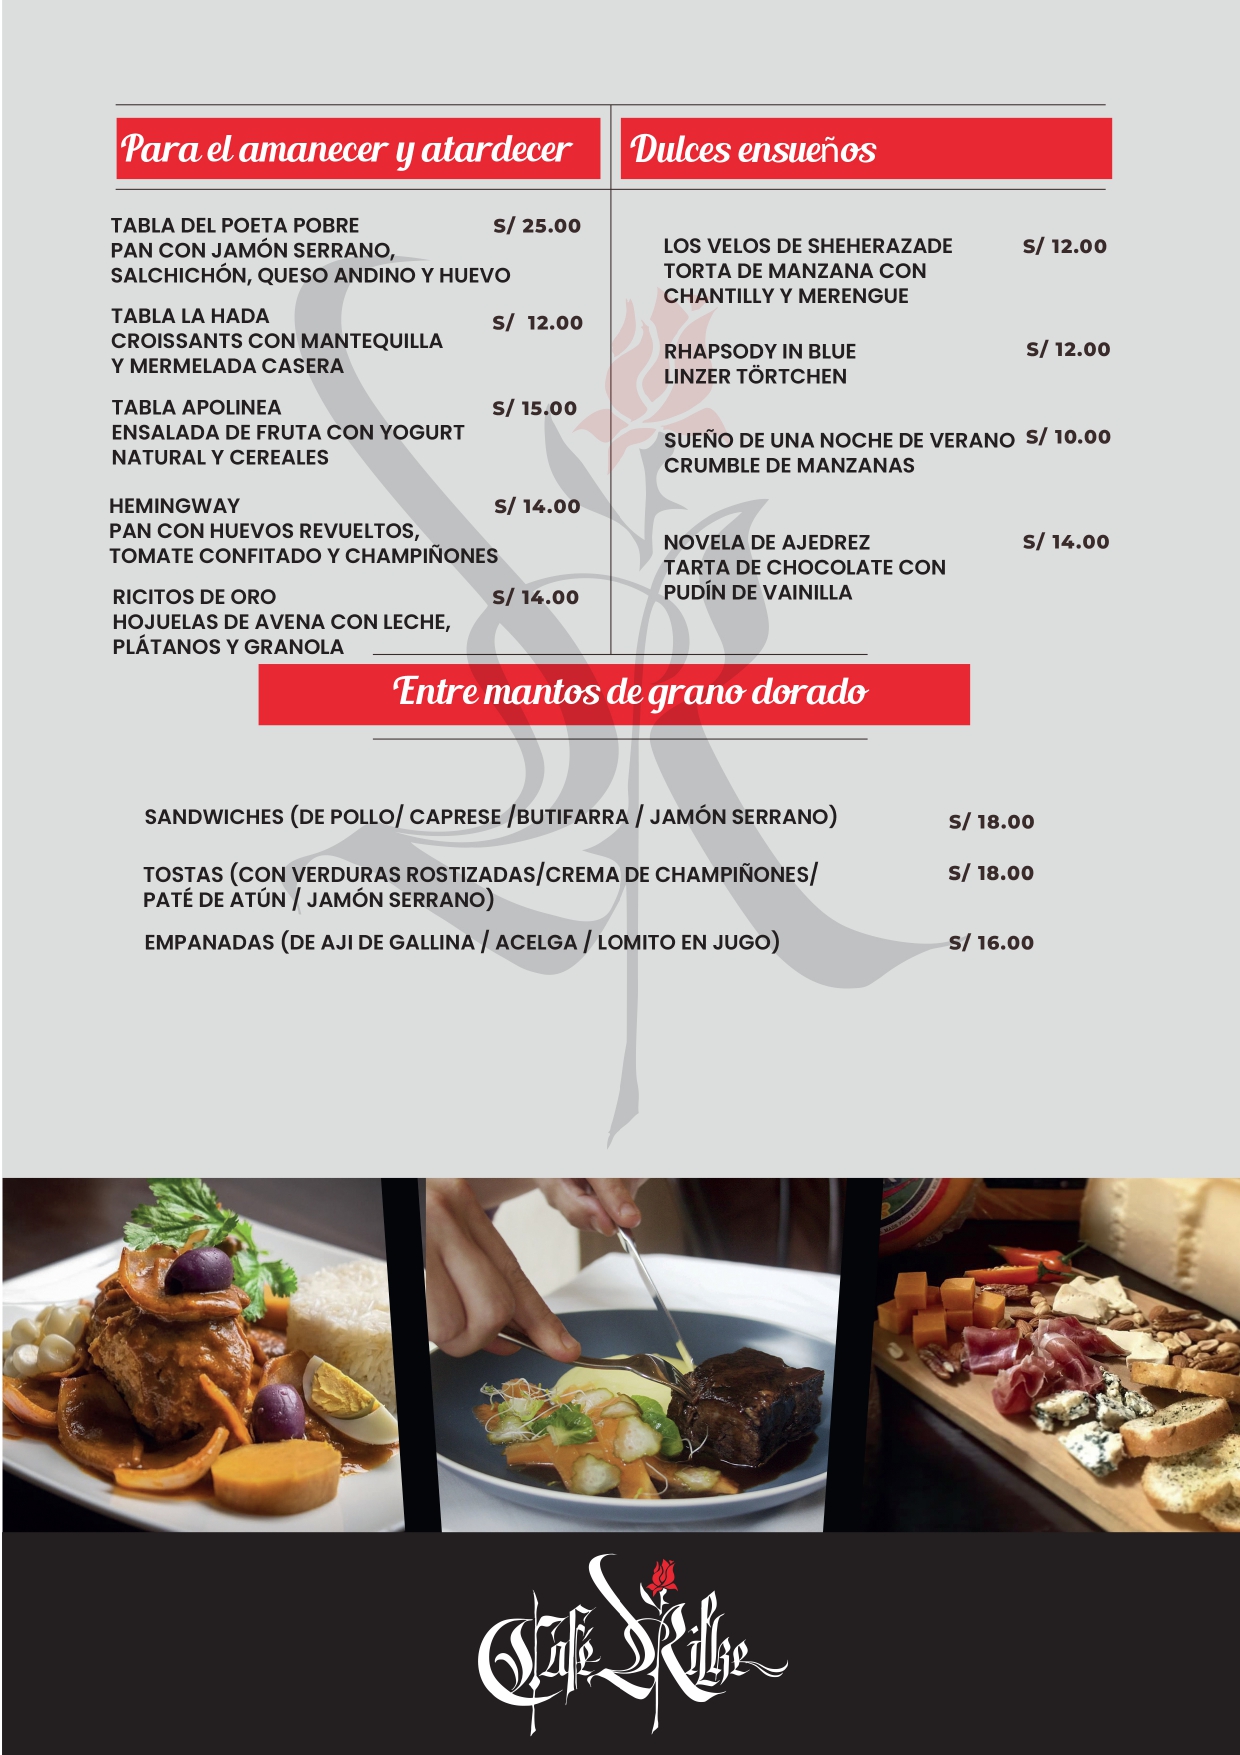 Para el amanecer y atardecer
TABLA DEL POETA POBRE S/ 25.00
PAN CON JAMÓN SERRANO,
SALCHICHÓN, QUESO ANDINO Y HUEVO
TABLA LA HADA S/ 12.00
CROISSANTS CON MANTEQUILLA
Y MERMELADA CASERA
TABLA APOLINEA S/ 15.00
ENSALADA DE FRUTA CON YOGURT
NATURAL Y CEREALES
HEMINGWAY S/ 14.00
PAN CON HUEVOS REVUELTOS,
TOMATE CONFITADO Y CHAMPIÑONES
RICITOS DE ORO S/ 14.00
HOJUELAS DE AVENA CON LECHE,
PLÁTANOS Y GRANOLA
Dulces ensueños
LOS VELOS DE SHEHERAZADE S/ 12.00
TORTA DE MANZANA CON
CHANTILLY Y MERENGUE
RHAPSODY IN BLUE S/ 12.00
LINZER TÖRTCHEN
SUEÑO DE UNA NOCHE DE VERANO S/ 10.00
CRUMBLE DE MANZANAS
NOVELA DE AJEDREZ S/ 14.00
TARTA DE CHOCOLATE CON
PUDÍN DE VAINILLA
Entre mantos de grano dorado
SANDWICHES (DE POLLO/ CAPRESE /BUTIFARRA / JAMÓN SERRANO) S/ 18.00
TOSTAS (CON VERDURAS ROSTIZADAS/CREMA DE CHAMPIÑONES/ S/ 18.00
PATÉ DE ATÚN / JAMÓN SERRANO)
EMPANADAS (DE AJI DE GALLINA / ACELGA / LOMITO EN JUGO) S/ 16.00
Café Rilke